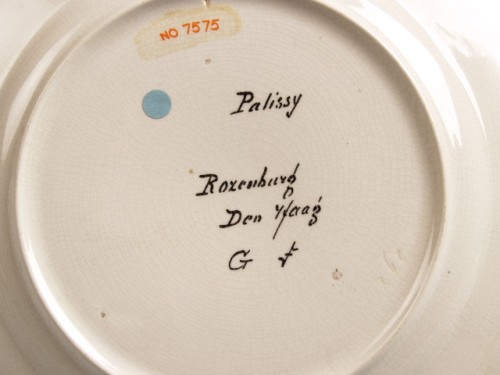 NO 7575
Palissy
Rozenburg
Den Haag
G